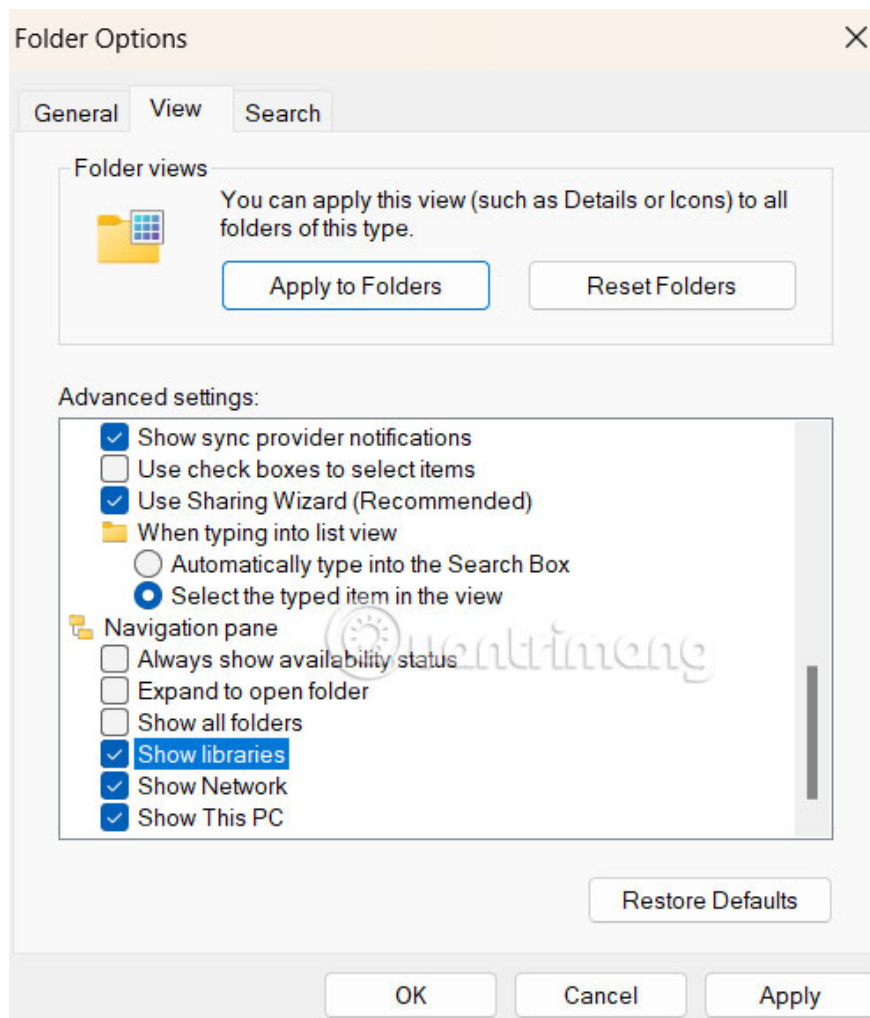 Folder Options
General
View
Search
Folder views
You can apply this view (such as Details or Icons) to all
folders of this type.
Apply to Folders
Reset Folders
Advanced settings:
Show sync provider notifications
Use check boxes to select items
Use Sharing Wizard (Recommended)
When typing into list view
Automatically type into the Search Box
Select the typed item in the view
Navigation pane
Quantrimang
Always show availability status
Expand to open folder
Show all folders
Show libraries
Show Network
Show This PC
Restore Defaults
OK
Cancel
Apply